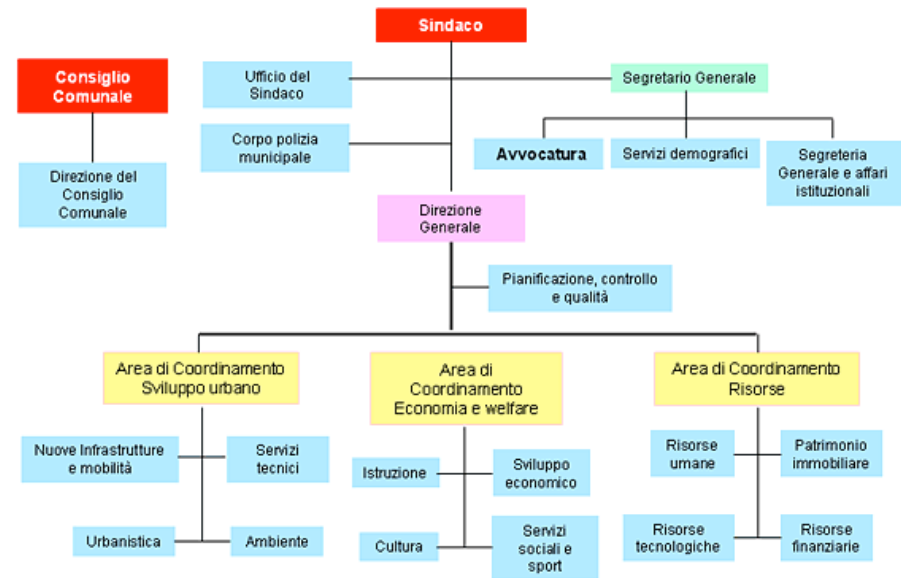 Sindaco
Consiglio
Comunale
Ufficio del
Sindaco
Segretario Generale
Corpo polizia
municipale
Avvocatura
Servizi demografici
Segreteria
Generale e affari
istituzionali
Direzione del
Consiglio
Comunale
Direzione
Generale
Pianificazione, controllo
e qualità
Area di Coordinamento
Sviluppo urbano
Area di
Coordinamento
Economia e welfare
Area di Coordinamento
Risorse
Nuove Infrastrutture
e mobilità
Servizi
tecnici
Urbanistica
Ambiente
Istruzione
Sviluppo
economico
Cultura
Servizi
sociali e
sport
Risorse
umane
Patrimonio
immobiliare
Risorse
tecnologiche
Risorse
finanziarie